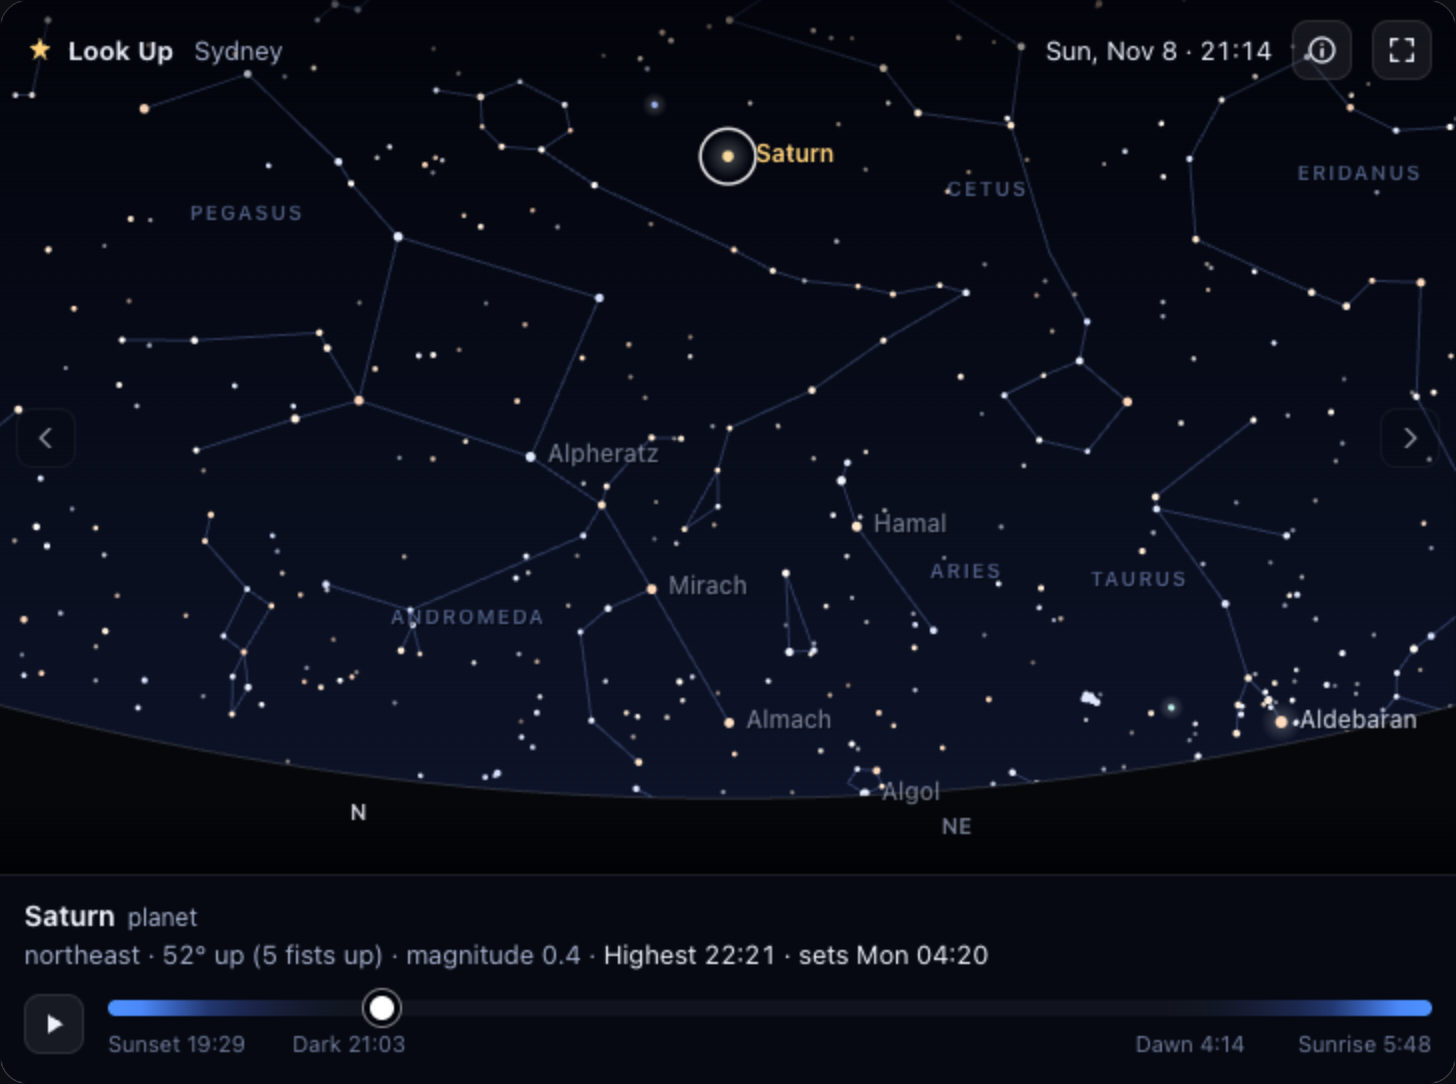 Look Up Sydney
Sun, Nov 8 · 21:14
Saturn
CETUS
ERIDANUS
PEGASUS
Alpheratz
Hamal
ARIES
TAURUS
Mirach
ANDROMEDA
Almach
Aldebaran
Algol
N
NE
Saturn planet
northeast · 52° up (5 fists up) · magnitude 0.4 · Highest 22:21 · sets Mon 04:20
Sunset 19:29 Dark 21:03 Dawn 4:14 Sunrise 5:48